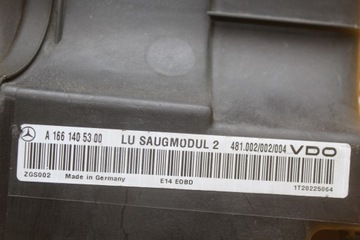 A 166 140 53 00 LU SAUGMODUL 2 481.002/002/004 VDO
ZGS002 Made in Germany E14 EOBD 1T20225064